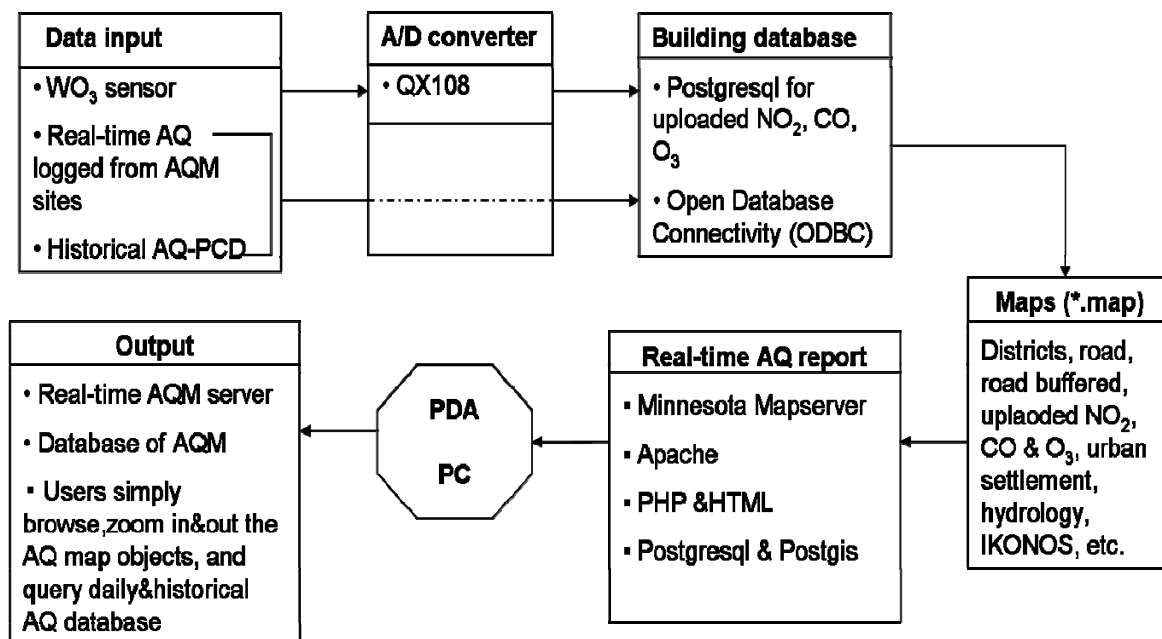 Data input
• WO₃ sensor
• Real-time AQ
logged from AQM
sites
• Historical AQ-PCD
A/D converter
• QX108
Building database
• Postgresql for
uploaded NO₂, CO,
O₃
• Open Database
Connectivity (ODBC)
Maps (*.map)
Districts, road,
road buffered,
uplaoded NO₂,
CO & O₃, urban
settlement,
hydrology,
IKONOS, etc.
Real-time AQ report
▪ Minnesota Mapserver
▪ Apache
▪ PHP &HTML
▪ Postgresql & Postgis
PDA
PC
Output
• Real-time AQM server
• Database of AQM
▪ Users simply
browse,zoom in&out the
AQ map objects, and
query daily&historical
AQ database